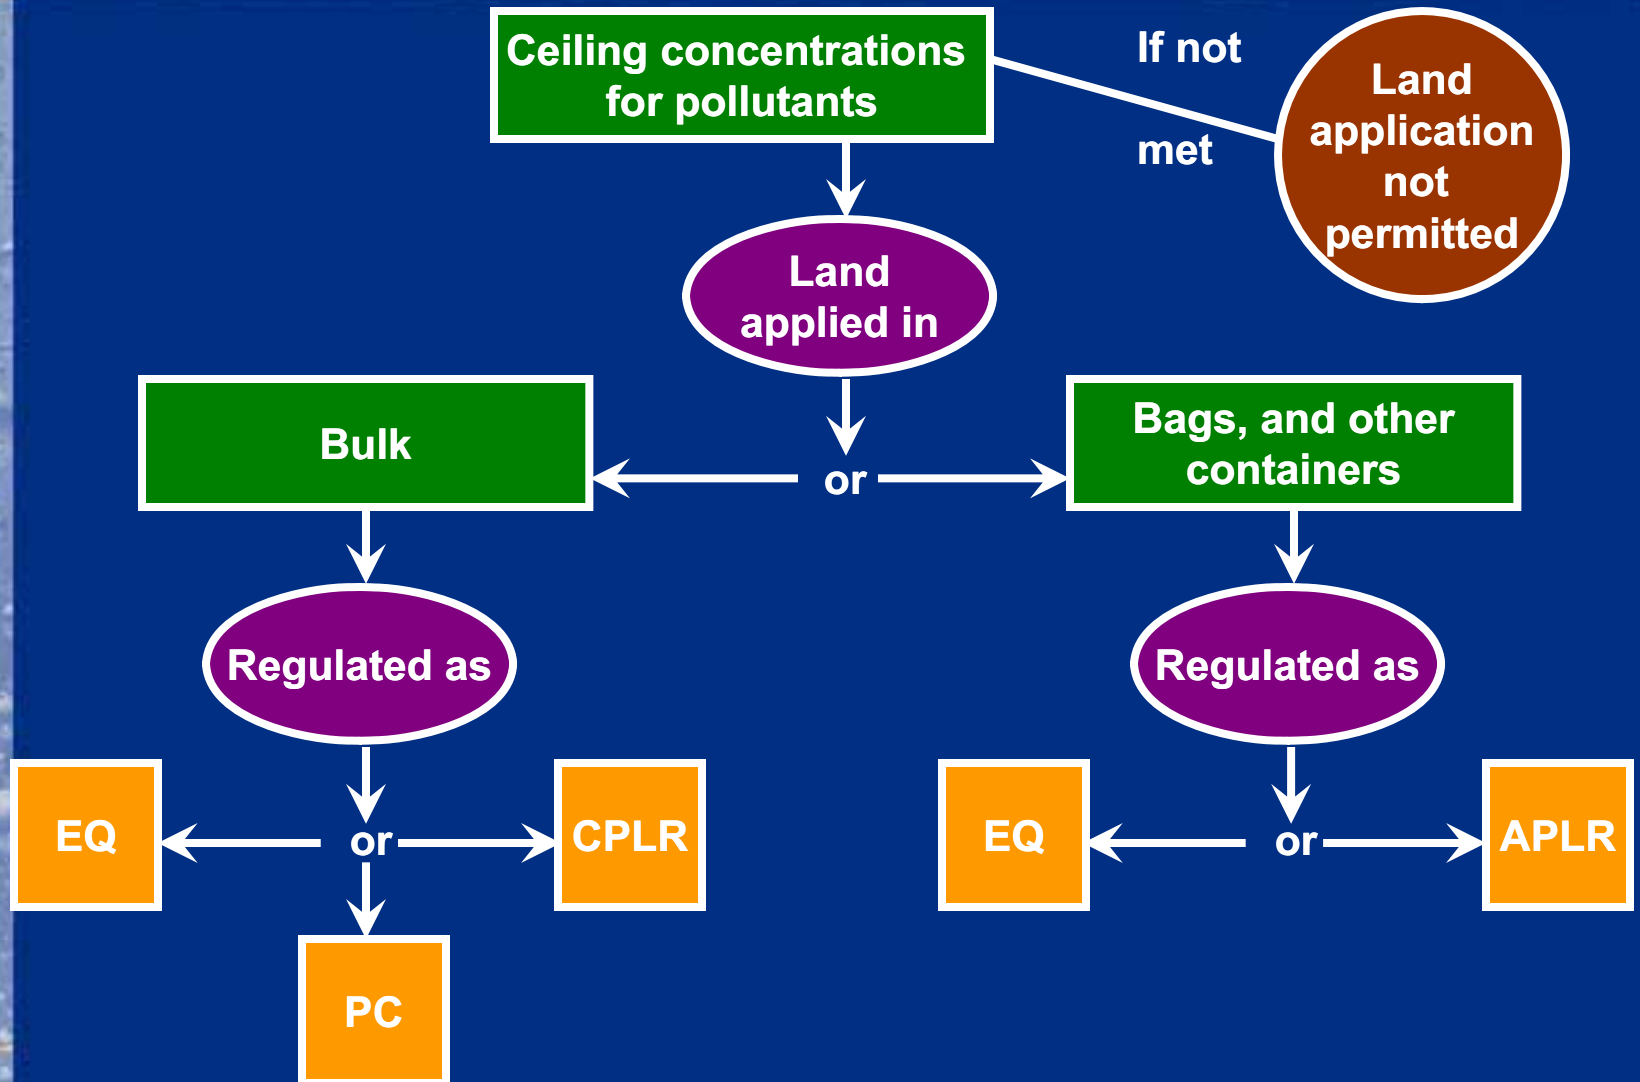 Ceiling concentrations
for pollutants
If not
met
Land
application
not
permitted
Land
applied in
Bulk
or
Bags, and other
containers
Regulated as
Regulated as
EQ
or
CPLR
EQ
or
APLR
PC